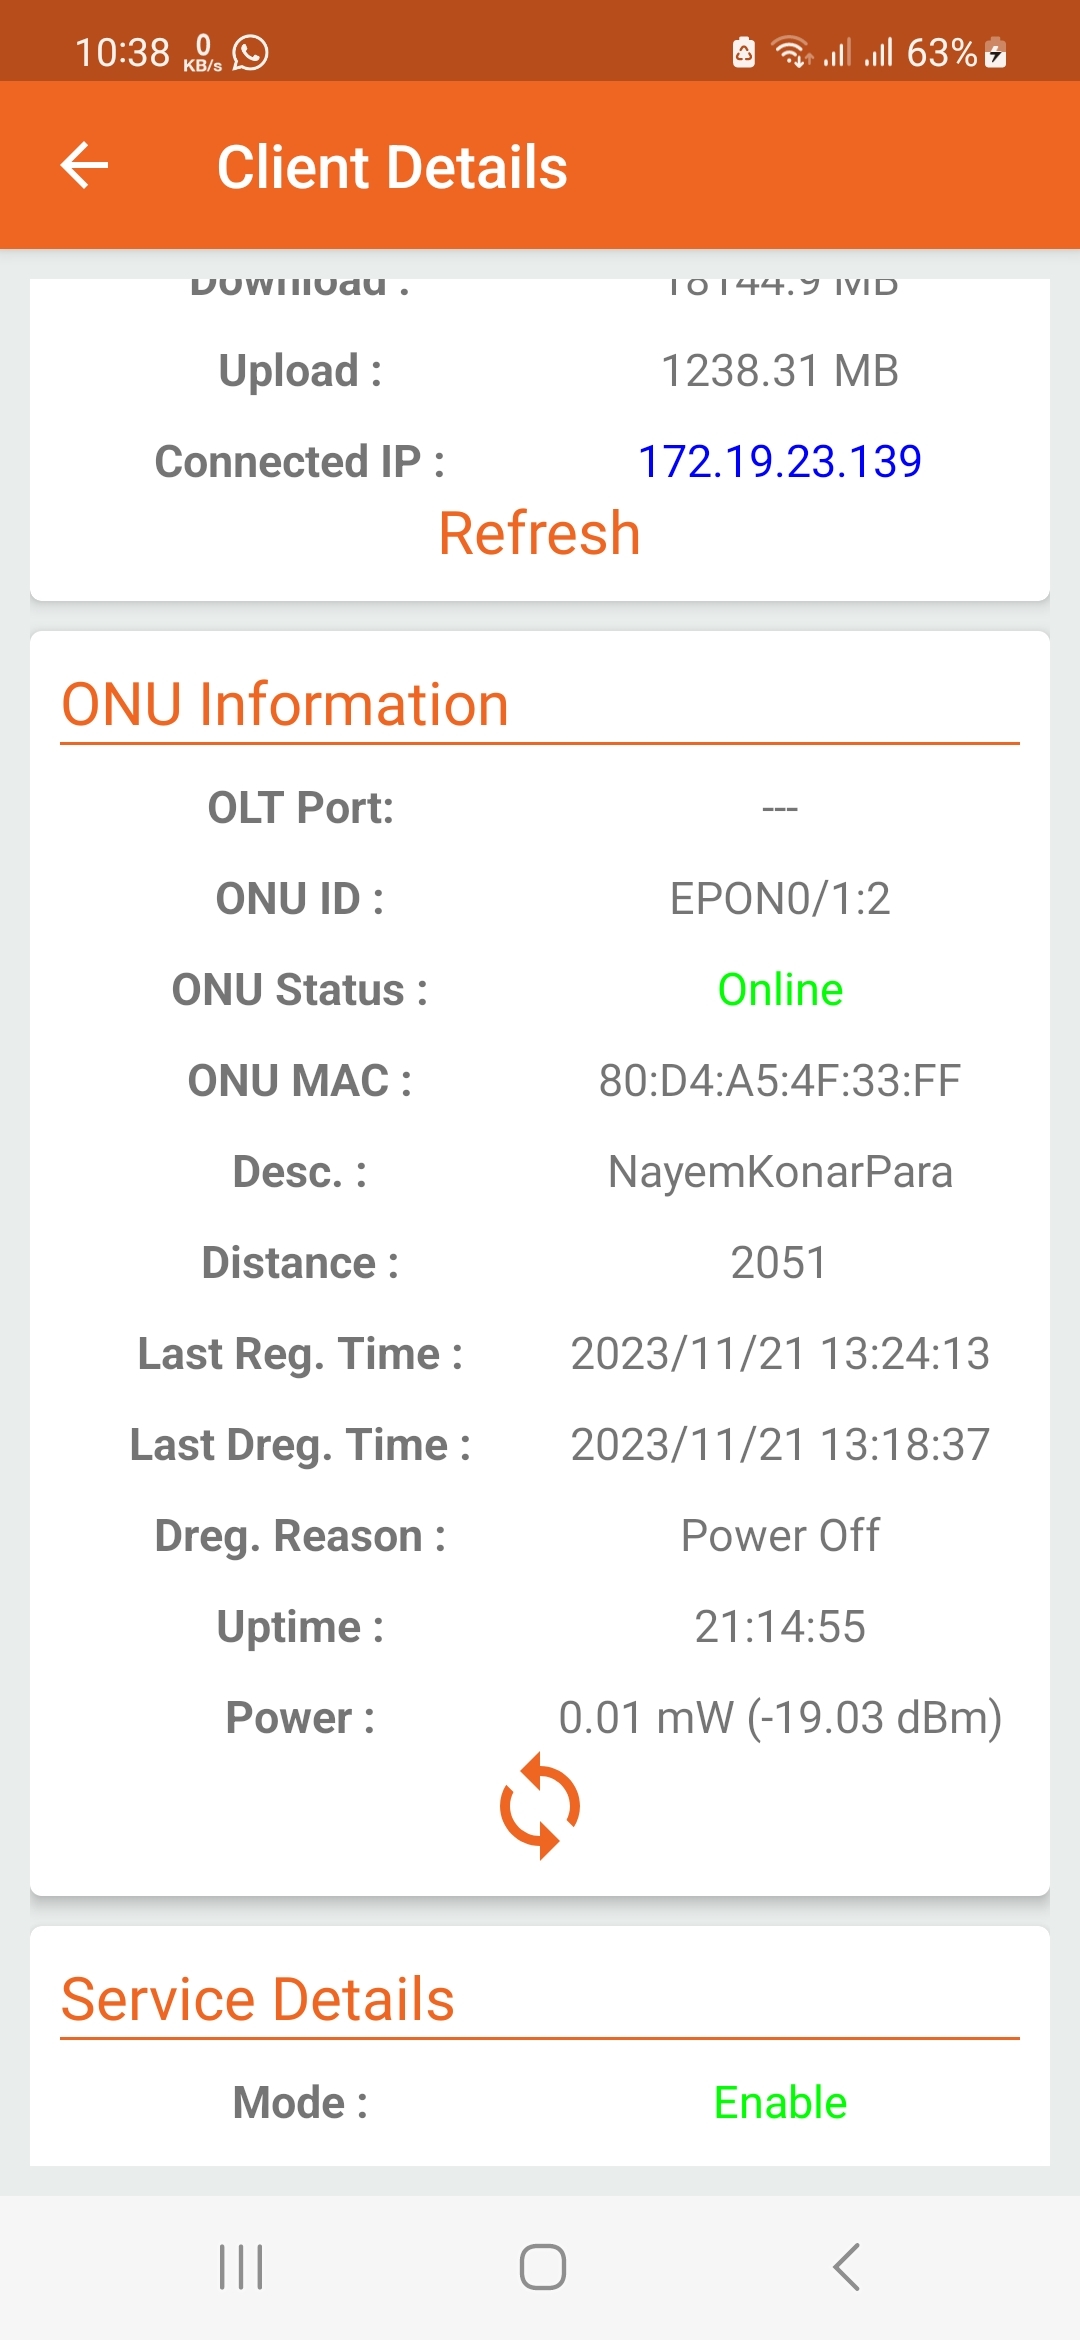 10:38 0 KB/s 63%
Client Details
Download : 18144.9 MB
Upload : 1238.31 MB
Connected IP : 172.19.23.139
Refresh
ONU Information
OLT Port: ---
ONU ID : EPON0/1:2
ONU Status : Online
ONU MAC : 80:D4:A5:4F:33:FF
Desc. : NayemKonarPara
Distance : 2051
Last Reg. Time : 2023/11/21 13:24:13
Last Dreg. Time : 2023/11/21 13:18:37
Dreg. Reason : Power Off
Uptime : 21:14:55
Power : 0.01 mW (-19.03 dBm)
Service Details
Mode : Enable